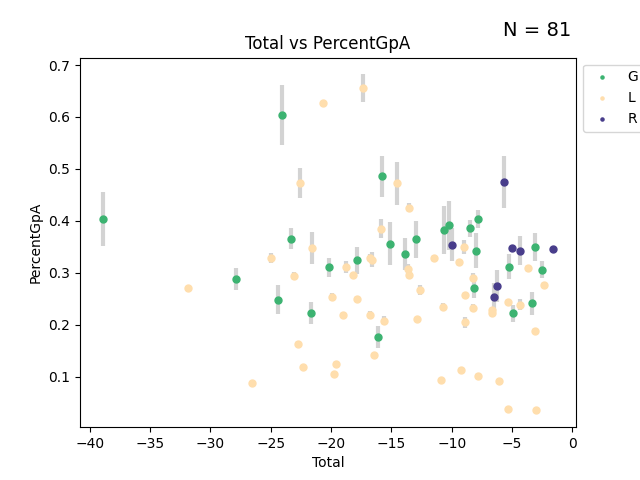 N = 81
Total vs PercentGpA
G
L
R
PercentGpA
0.7
0.6
0.5
0.4
0.3
0.2
0.1
−40 −35 −30 −25 −20 −15 −10 −5 0
Total